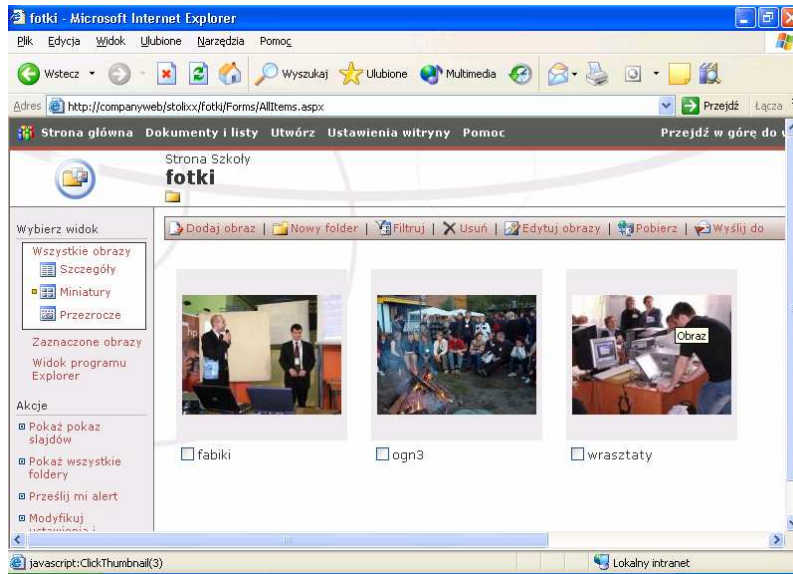 fotki - Microsoft Internet Explorer
Plik Edycja Widok Ulubione Narzędzia Pomoc
Wstecz Wyszukaj Ulubione Multimedia
Adres http://companyweb/stolixx/fotki/Forms/AllItems.aspx Przejdź Łącza
Strona główna Dokumenty i listy Utwórz Ustawienia witryny Pomoc Przejdź w górę do
Strona Szkoły
fotki
Wybierz widok
Wszystkie obrazy
Szczegóły
Miniatury
Przezrocze
Zaznaczone obrazy
Widok programu
Explorer
Akcje
Pokaż pokaz
slajdów
Pokaż wszystkie
foldery
Prześlij mi alert
Modyfikuj
Dodaj obraz | Nowy folder | Filtruj | Usuń | Edytuj obrazy | Pobierz | Wyślij do
hp
Obraz
fabiki ogn3 wrasztaty
javascript:ClickThumbnail(3) Lokalny intranet